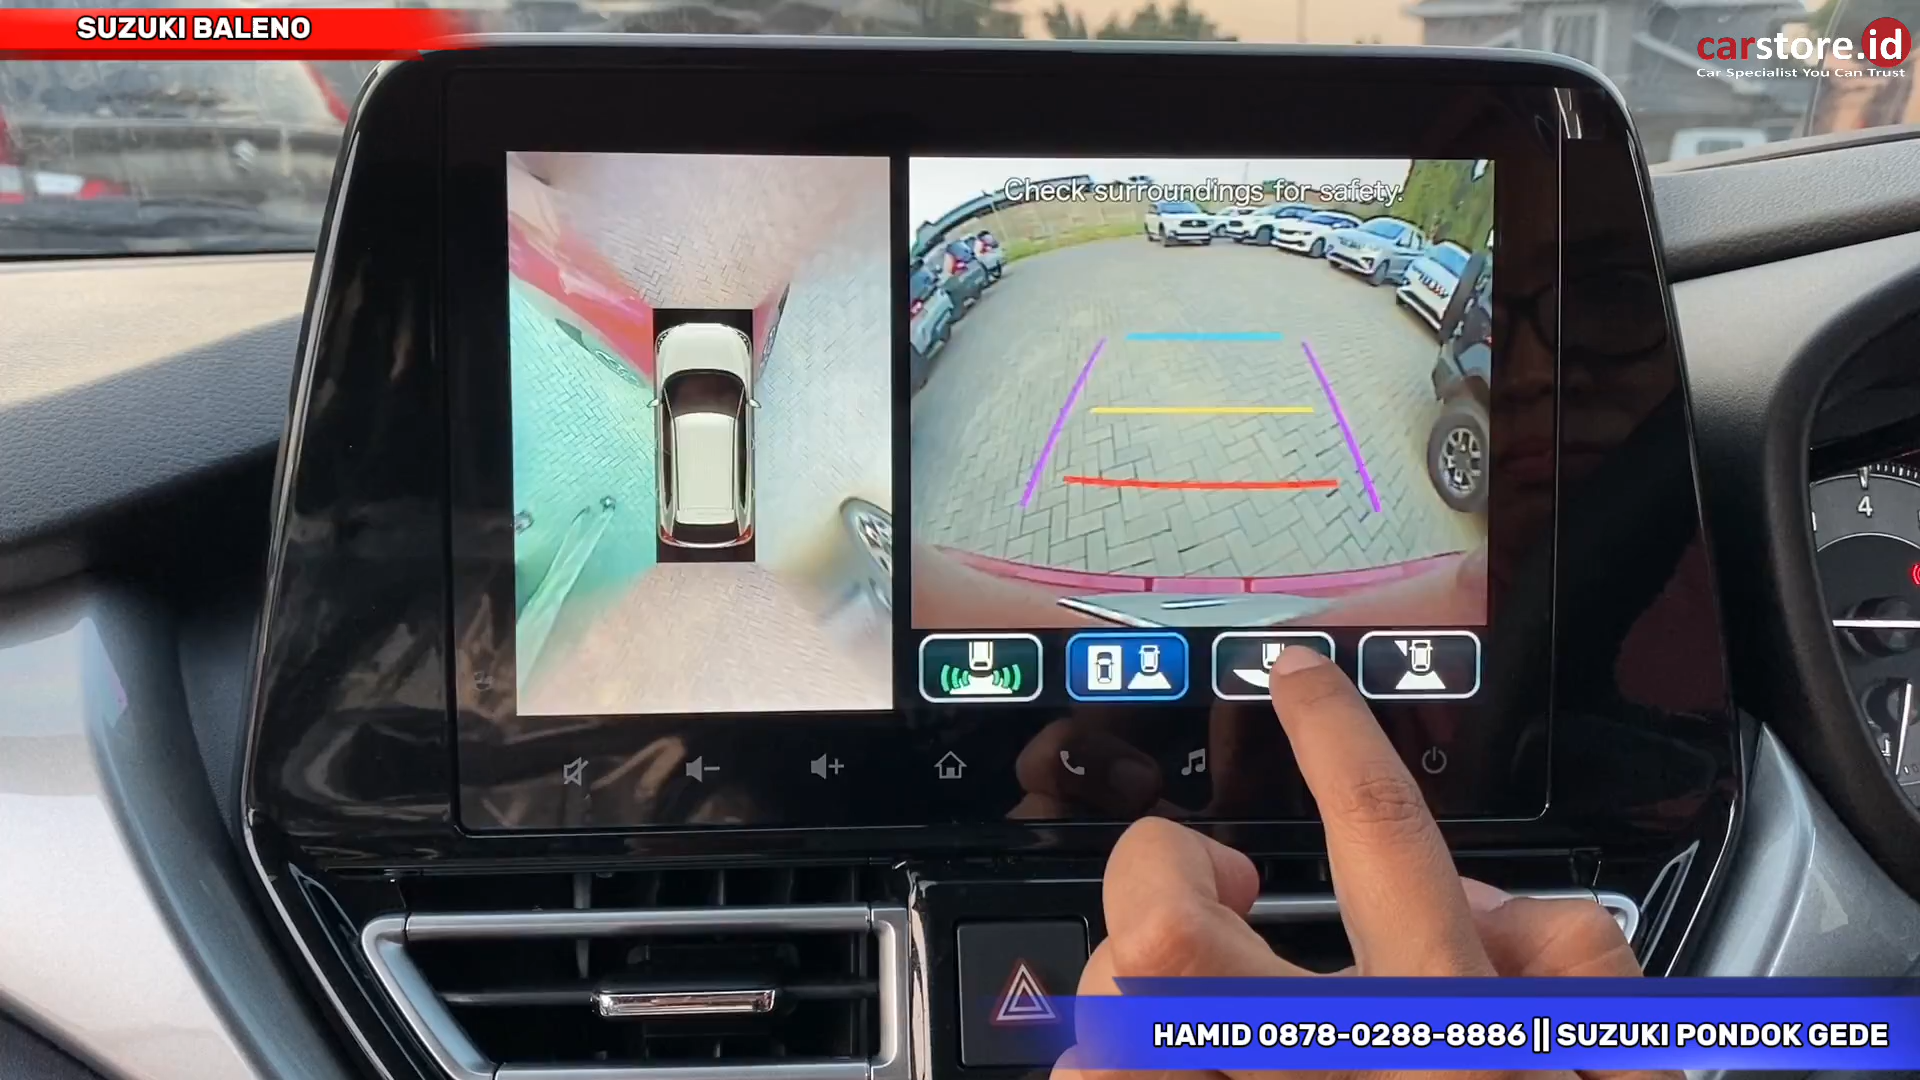 SUZUKI BALENO
carstore.id
Car Specialist You Can Trust
Check surroundings for safety.
4
HAMID 0878-0288-8886 || SUZUKI PONDOK GEDE